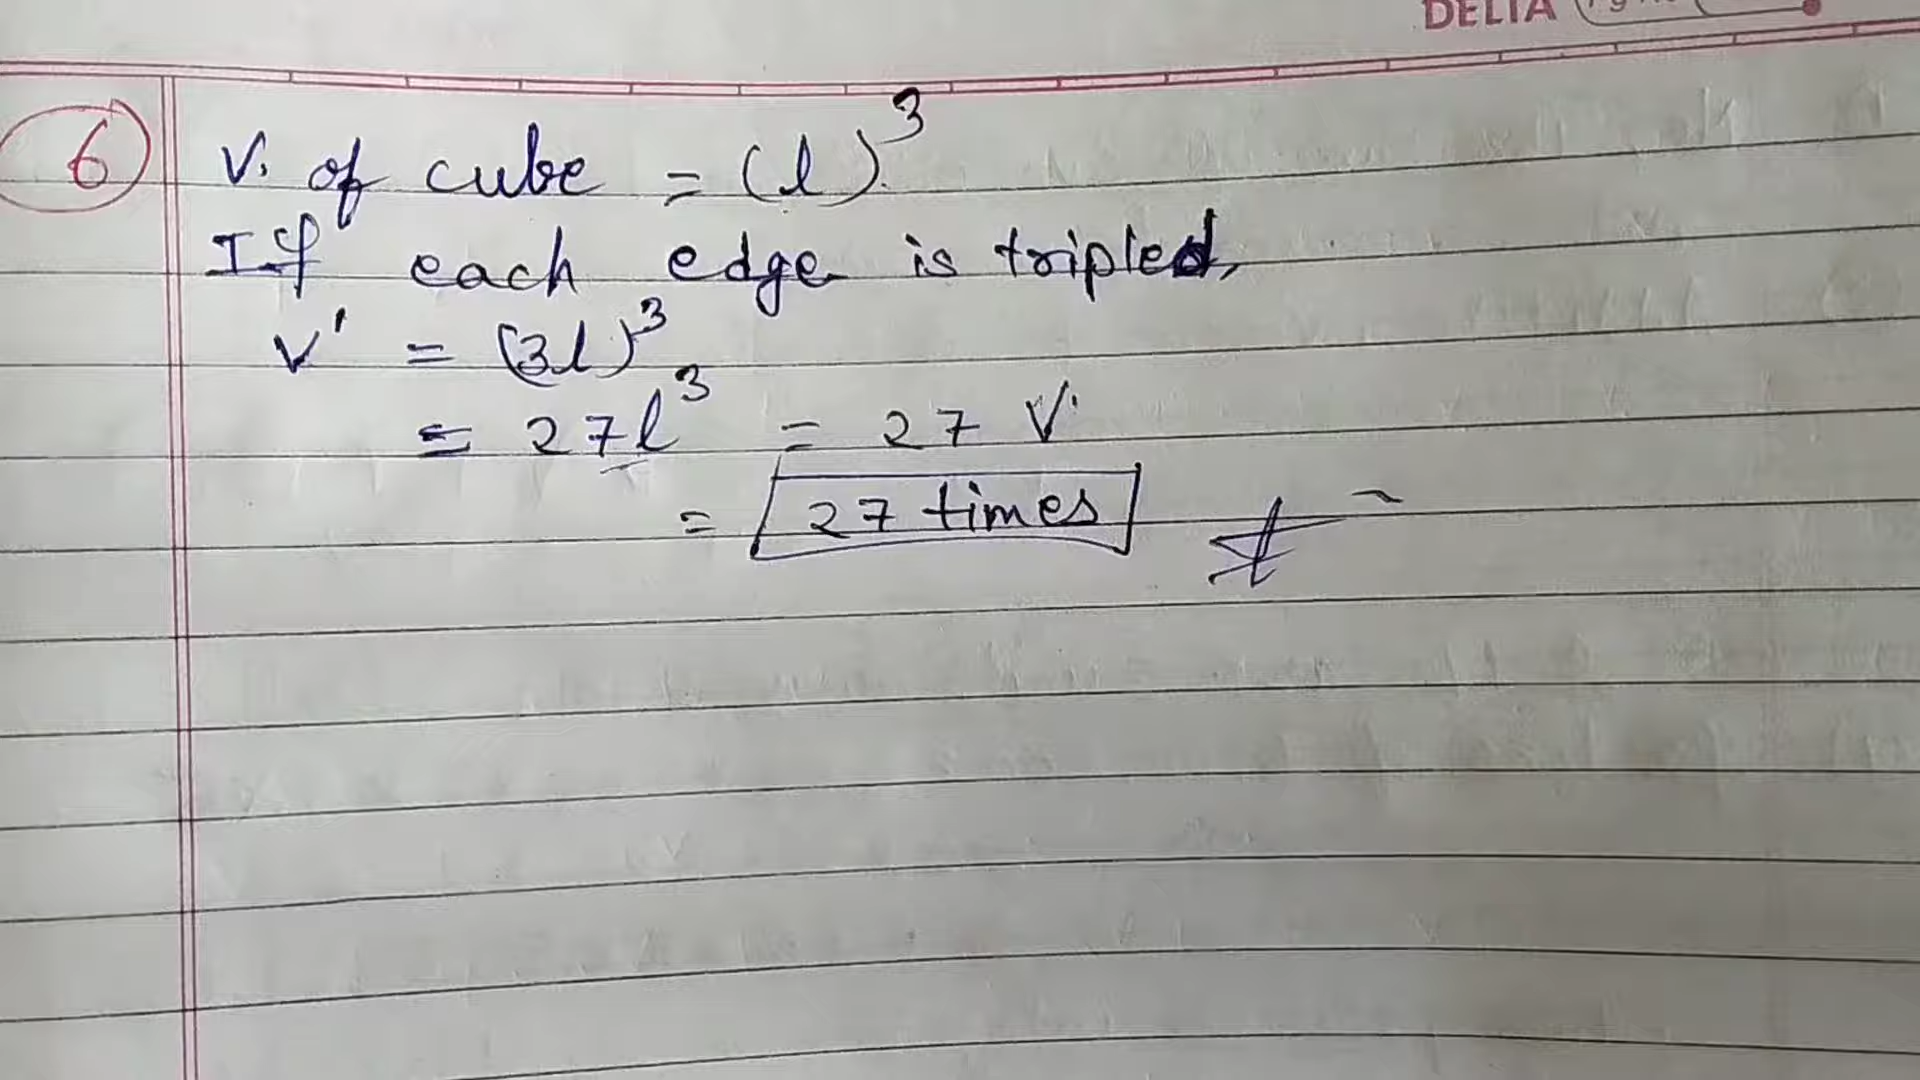 DELTA
6
V. of cube = (l)³
If each edge is tripled,
V' = (3l)³
= 27l³ = 27 V
= 27 times